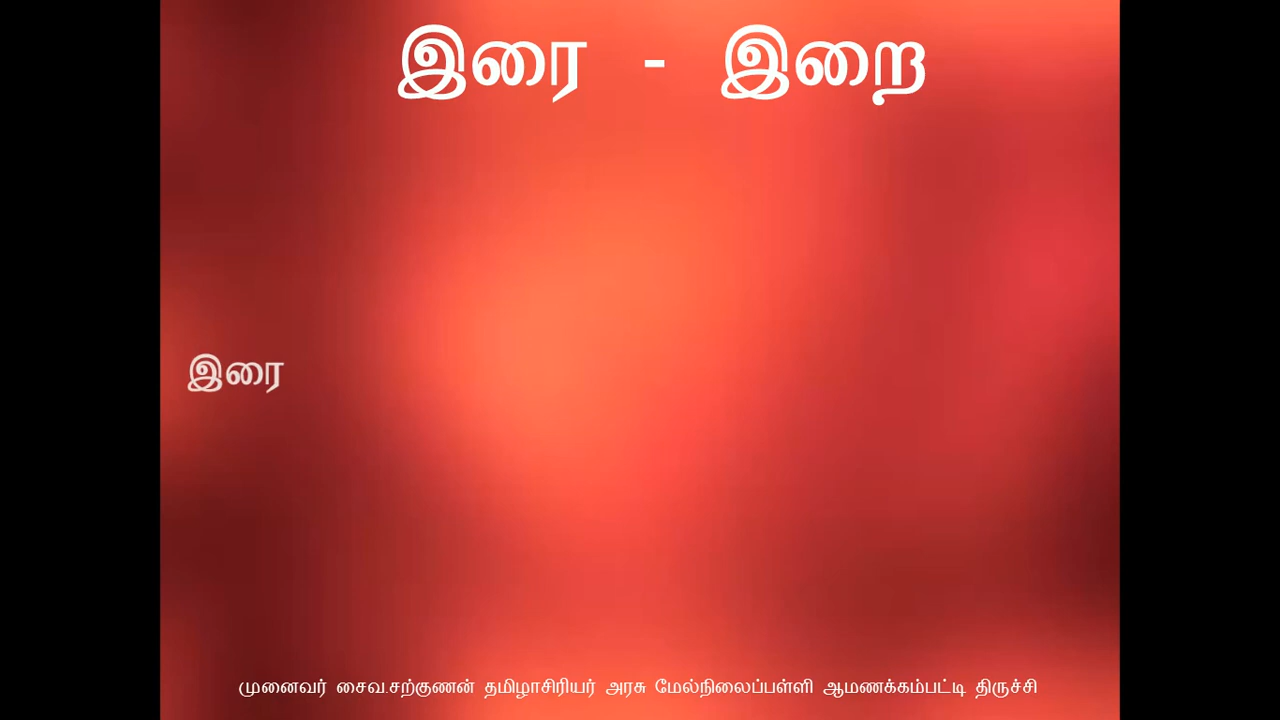 இரை - இறை
இரை
முனைவர் சைவ.சற்குணன் தமிழாசிரியர் அரசு மேல்நிலைப்பள்ளி ஆமணக்கம்பட்டி திருச்சி